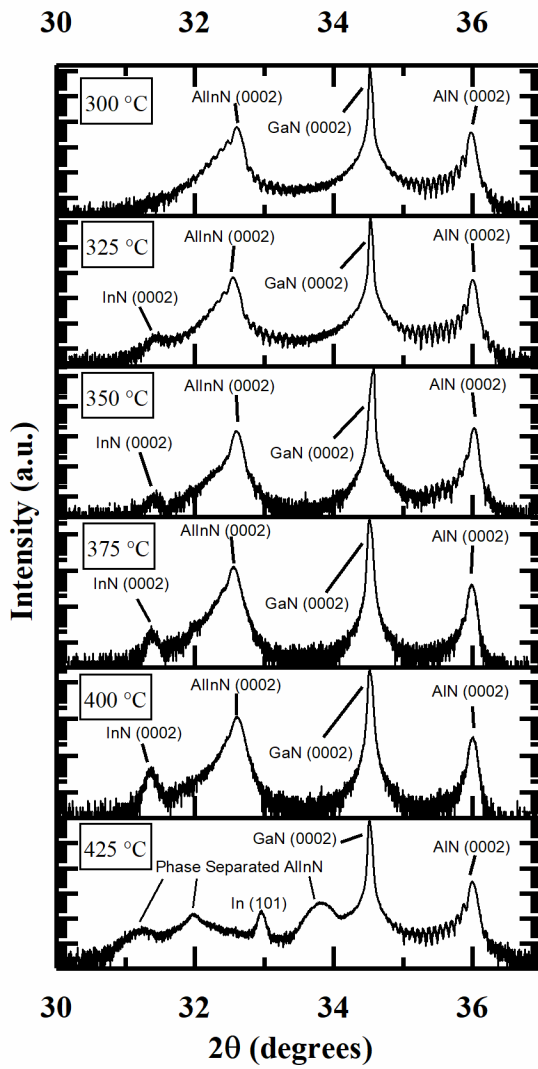 30 32 34 36
300 °C
AlInN (0002)
GaN (0002)
AlN (0002)
325 °C
InN (0002)
AlInN (0002)
GaN (0002)
AlN (0002)
350 °C
InN (0002)
AlInN (0002)
GaN (0002)
AlN (0002)
375 °C
InN (0002)
AlInN (0002)
GaN (0002)
AlN (0002)
400 °C
InN (0002)
AlInN (0002)
GaN (0002)
AlN (0002)
425 °C
Phase Separated AlInN
In (101)
GaN (0002)
AlN (0002)
Intensity (a.u.)
30 32 34 36
2θ (degrees)